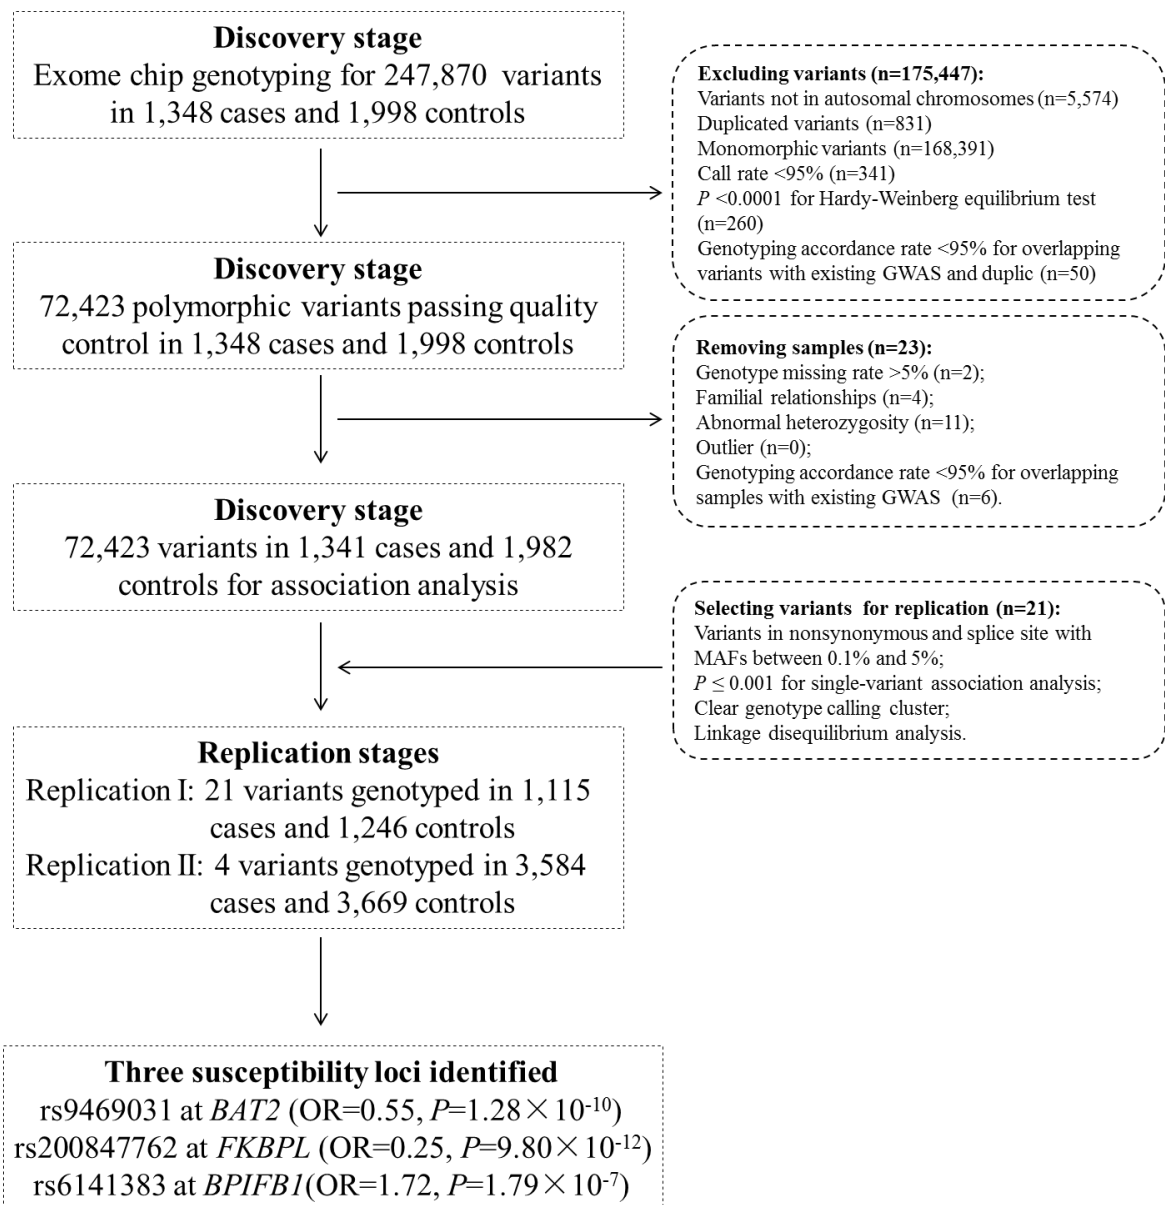 Discovery stage
Exome chip genotyping for 247,870 variants
in 1,348 cases and 1,998 controls
Excluding variants (n=175,447):
Variants not in autosomal chromosomes (n=5,574)
Duplicated variants (n=831)
Monomorphic variants (n=168,391)
Call rate <95% (n=341)
P <0.0001 for Hardy-Weinberg equilibrium test
(n=260)
Genotyping accordance rate <95% for overlapping
variants with existing GWAS and duplic (n=50)
Discovery stage
72,423 polymorphic variants passing quality
control in 1,348 cases and 1,998 controls
Removing samples (n=23):
Genotype missing rate >5% (n=2);
Familial relationships (n=4);
Abnormal heterozygosity (n=11);
Outlier (n=0);
Genotyping accordance rate <95% for overlapping
samples with existing GWAS (n=6).
Discovery stage
72,423 variants in 1,341 cases and 1,982
controls for association analysis
Selecting variants for replication (n=21):
Variants in nonsynonymous and splice site with
MAFs between 0.1% and 5%;
P ≤ 0.001 for single-variant association analysis;
Clear genotype calling cluster;
Linkage disequilibrium analysis.
Replication stages
Replication I: 21 variants genotyped in 1,115
cases and 1,246 controls
Replication II: 4 variants genotyped in 3,584
cases and 3,669 controls
Three susceptibility loci identified
rs9469031 at BAT2 (OR=0.55, P=1.28×10⁻¹⁰)
rs200847762 at FKBPL (OR=0.25, P=9.80×10⁻¹²)
rs6141383 at BPIFB1(OR=1.72, P=1.79×10⁻⁷)